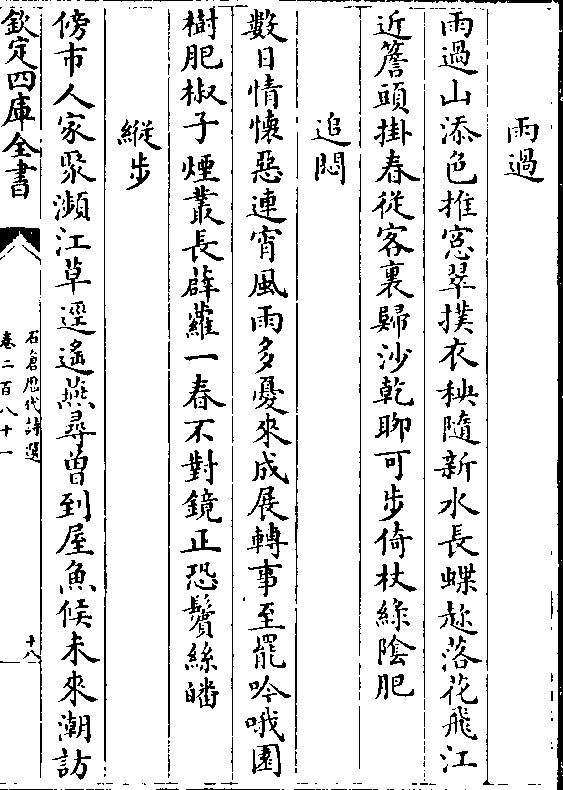 雨過
雨過山添色推窓翠撲衣秧隨新水長蝶趂落花飛江
近簷頭掛春從客裏歸沙乾聊可步倚杖綠陰肥
追悶
數日情懷惡連宵風雨多憂來成展轉事至罷吟哦園
樹肥椒子煙叢長薜蘿一春不對鏡正恐鬢絲皤
縱步
傍市人家衆瀕江草逕遙燕尋曾到屋魚候未來潮訪
欽定四庫全書
石倉歷代詩選
卷二百八十一
十八